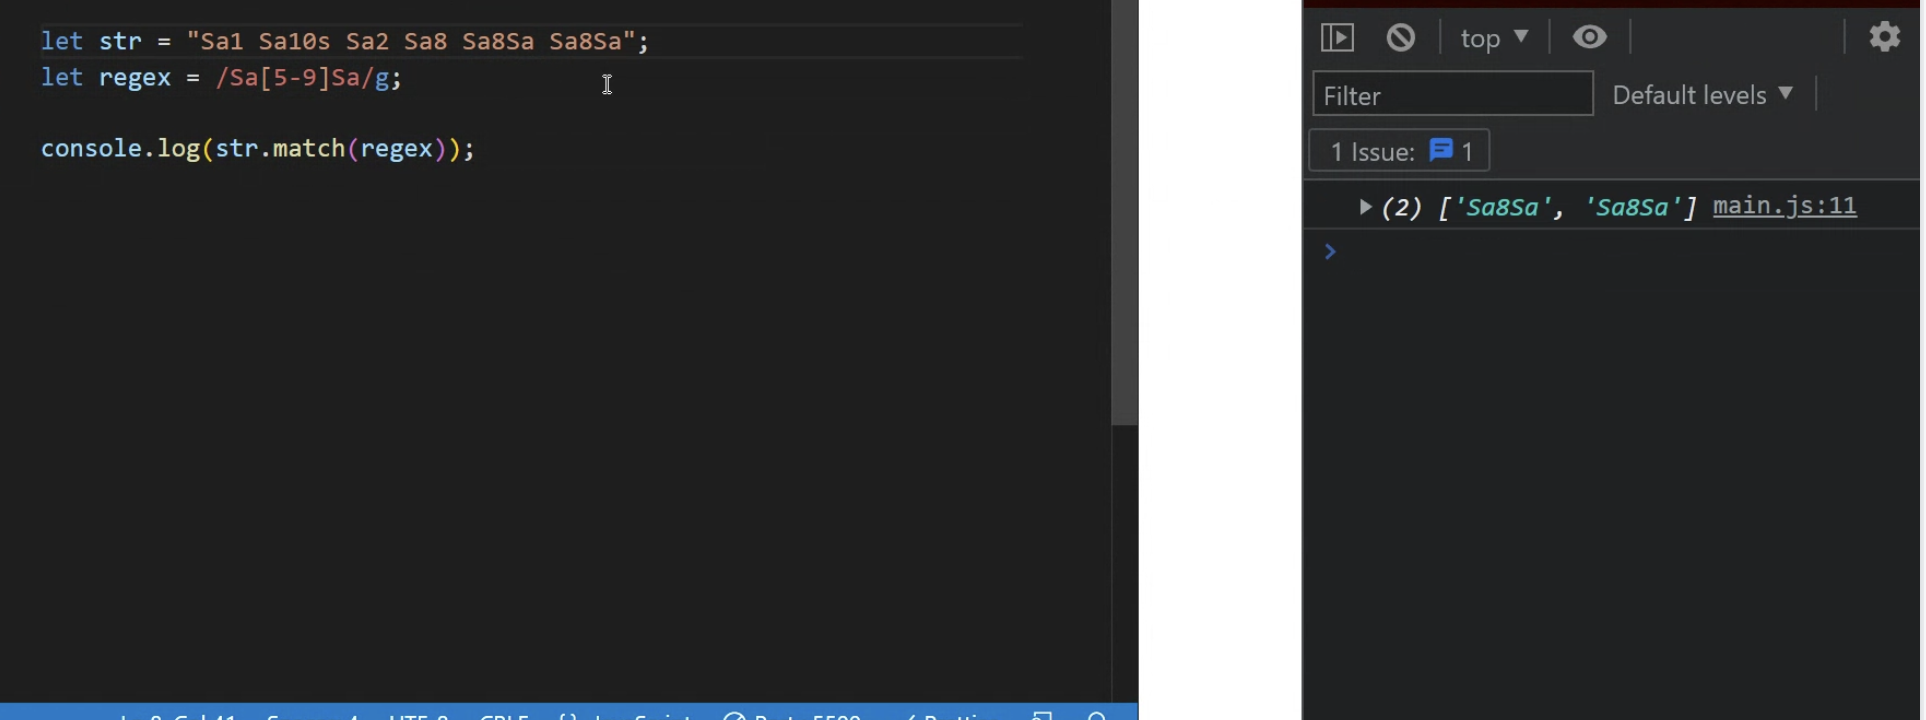 let str = "Sa1 Sa10s Sa2 Sa8 Sa8Sa Sa8Sa";
let regex = /Sa[5-9]Sa/g;
console.log(str.match(regex));
top
Filter
Default levels
1 Issue: 1
(2) ['Sa8Sa', 'Sa8Sa'] main.js:11